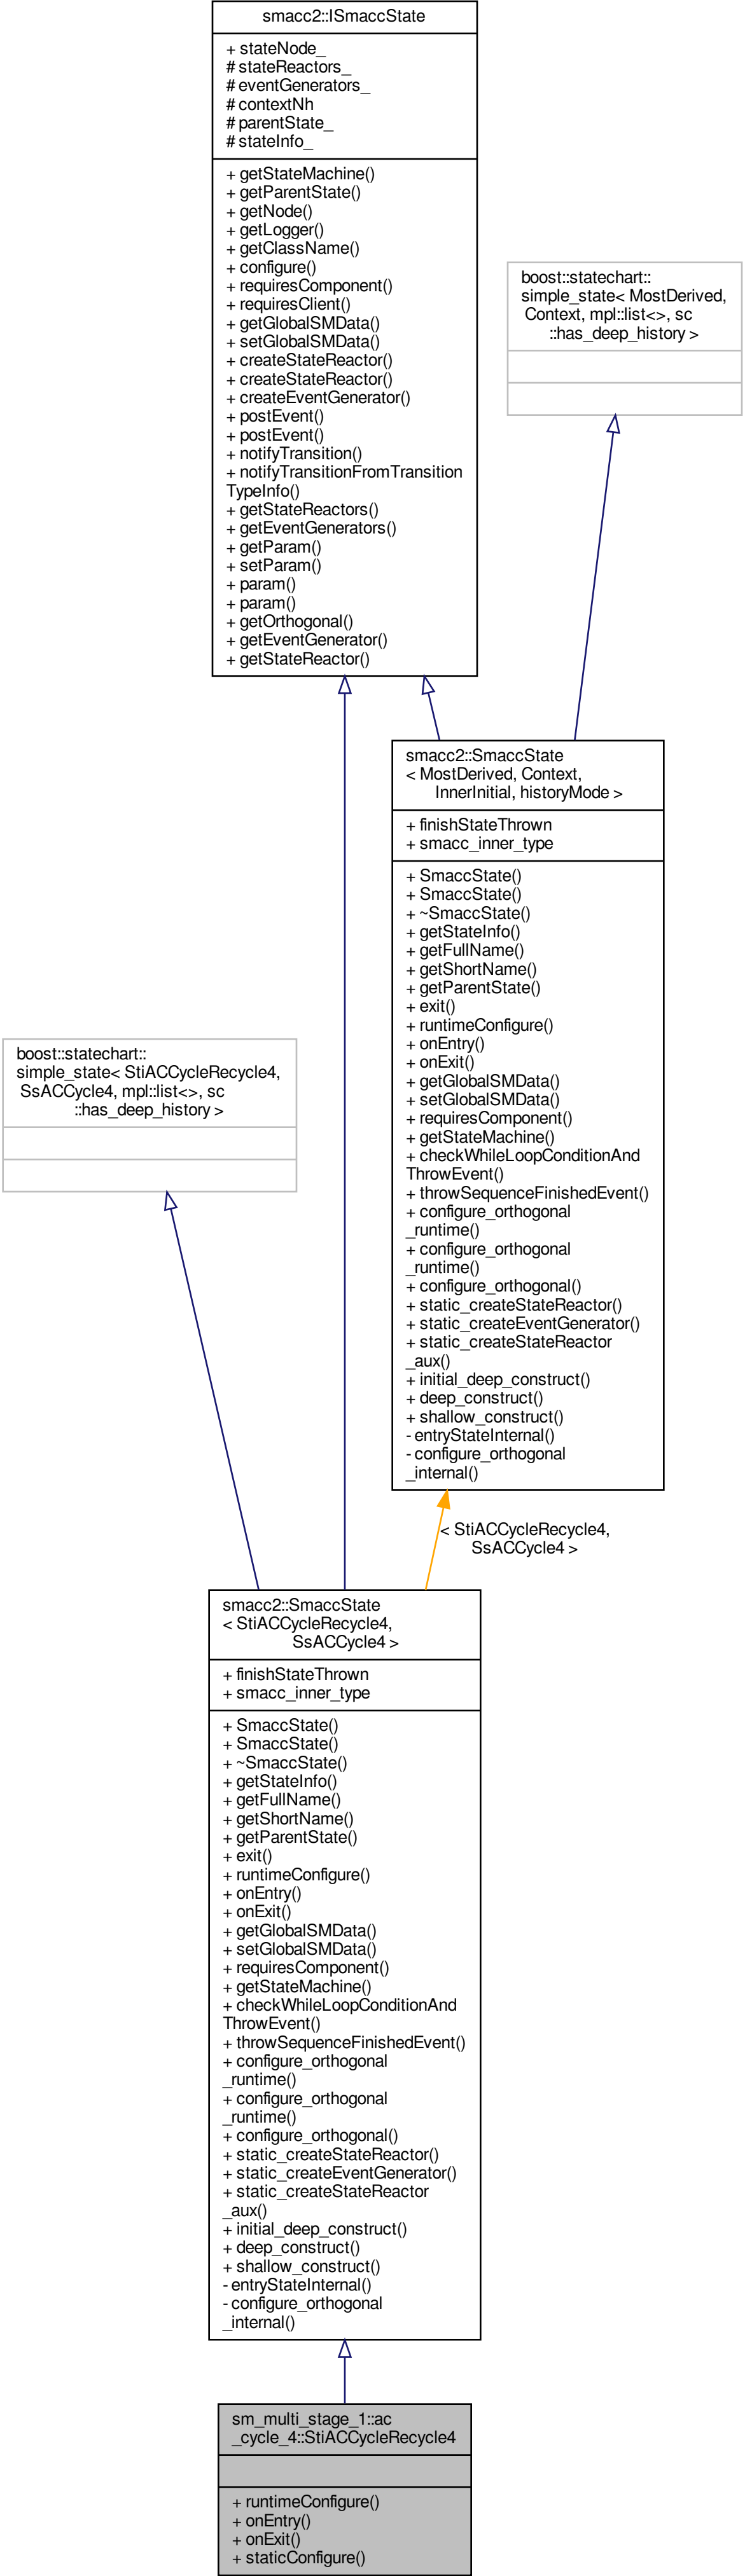 smacc2::ISmaccState
+ stateNode_
# stateReactors_
# eventGenerators_
# contextNh
# parentState_
# stateInfo_
+ getStateMachine()
+ getParentState()
+ getNode()
+ getLogger()
+ getClassName()
+ configure()
+ requiresComponent()
+ requiresClient()
+ getGlobalSMData()
+ setGlobalSMData()
+ createStateReactor()
+ createStateReactor()
+ createEventGenerator()
+ postEvent()
+ postEvent()
+ notifyTransition()
+ notifyTransitionFromTransition
TypeInfo()
+ getStateReactors()
+ getEventGenerators()
+ getParam()
+ setParam()
+ param()
+ param()
+ getOrthogonal()
+ getEventGenerator()
+ getStateReactor()
boost::statechart::
simple_state< MostDerived,
Context, mpl::list<>, sc
::has_deep_history >
smacc2::SmaccState
< MostDerived, Context,
InnerInitial, historyMode >
+ finishStateThrown
+ smacc_inner_type
+ SmaccState()
+ SmaccState()
+ ~SmaccState()
+ getStateInfo()
+ getFullName()
+ getShortName()
+ getParentState()
+ exit()
+ runtimeConfigure()
+ onEntry()
+ onExit()
+ getGlobalSMData()
+ setGlobalSMData()
+ requiresComponent()
+ getStateMachine()
+ checkWhileLoopConditionAnd
ThrowEvent()
+ throwSequenceFinishedEvent()
+ configure_orthogonal
_runtime()
+ configure_orthogonal
_runtime()
+ configure_orthogonal()
+ static_createStateReactor()
+ static_createEventGenerator()
+ static_createStateReactor
_aux()
+ initial_deep_construct()
+ deep_construct()
+ shallow_construct()
- entryStateInternal()
- configure_orthogonal
_internal()
boost::statechart::
simple_state< StiACCycleRecycle4,
SsACCycle4, mpl::list<>, sc
::has_deep_history >
< StiACCycleRecycle4,
SsACCycle4 >
smacc2::SmaccState
< StiACCycleRecycle4,
SsACCycle4 >
+ finishStateThrown
+ smacc_inner_type
+ SmaccState()
+ SmaccState()
+ ~SmaccState()
+ getStateInfo()
+ getFullName()
+ getShortName()
+ getParentState()
+ exit()
+ runtimeConfigure()
+ onEntry()
+ onExit()
+ getGlobalSMData()
+ setGlobalSMData()
+ requiresComponent()
+ getStateMachine()
+ checkWhileLoopConditionAnd
ThrowEvent()
+ throwSequenceFinishedEvent()
+ configure_orthogonal
_runtime()
+ configure_orthogonal
_runtime()
+ configure_orthogonal()
+ static_createStateReactor()
+ static_createEventGenerator()
+ static_createStateReactor
_aux()
+ initial_deep_construct()
+ deep_construct()
+ shallow_construct()
- entryStateInternal()
- configure_orthogonal
_internal()
sm_multi_stage_1::ac
_cycle_4::StiACCycleRecycle4
+ runtimeConfigure()
+ onEntry()
+ onExit()
+ staticConfigure()